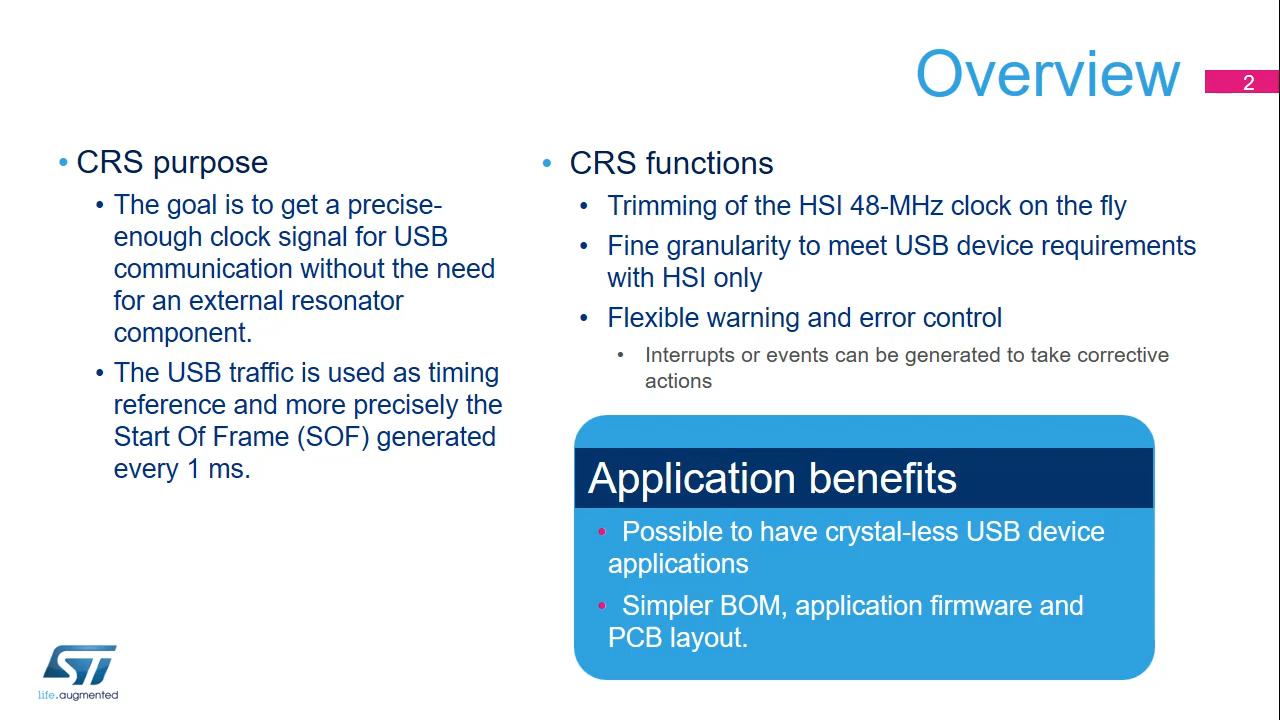 Overview
2
• CRS purpose
• The goal is to get a precise-
enough clock signal for USB
communication without the need
for an external resonator
component.
• The USB traffic is used as timing
reference and more precisely the
Start Of Frame (SOF) generated
every 1 ms.
• CRS functions
• Trimming of the HSI 48-MHz clock on the fly
• Fine granularity to meet USB device requirements
with HSI only
• Flexible warning and error control
• Interrupts or events can be generated to take corrective
actions
Application benefits
• Possible to have crystal-less USB device
applications
• Simpler BOM, application firmware and
PCB layout.
ST
life.augmented